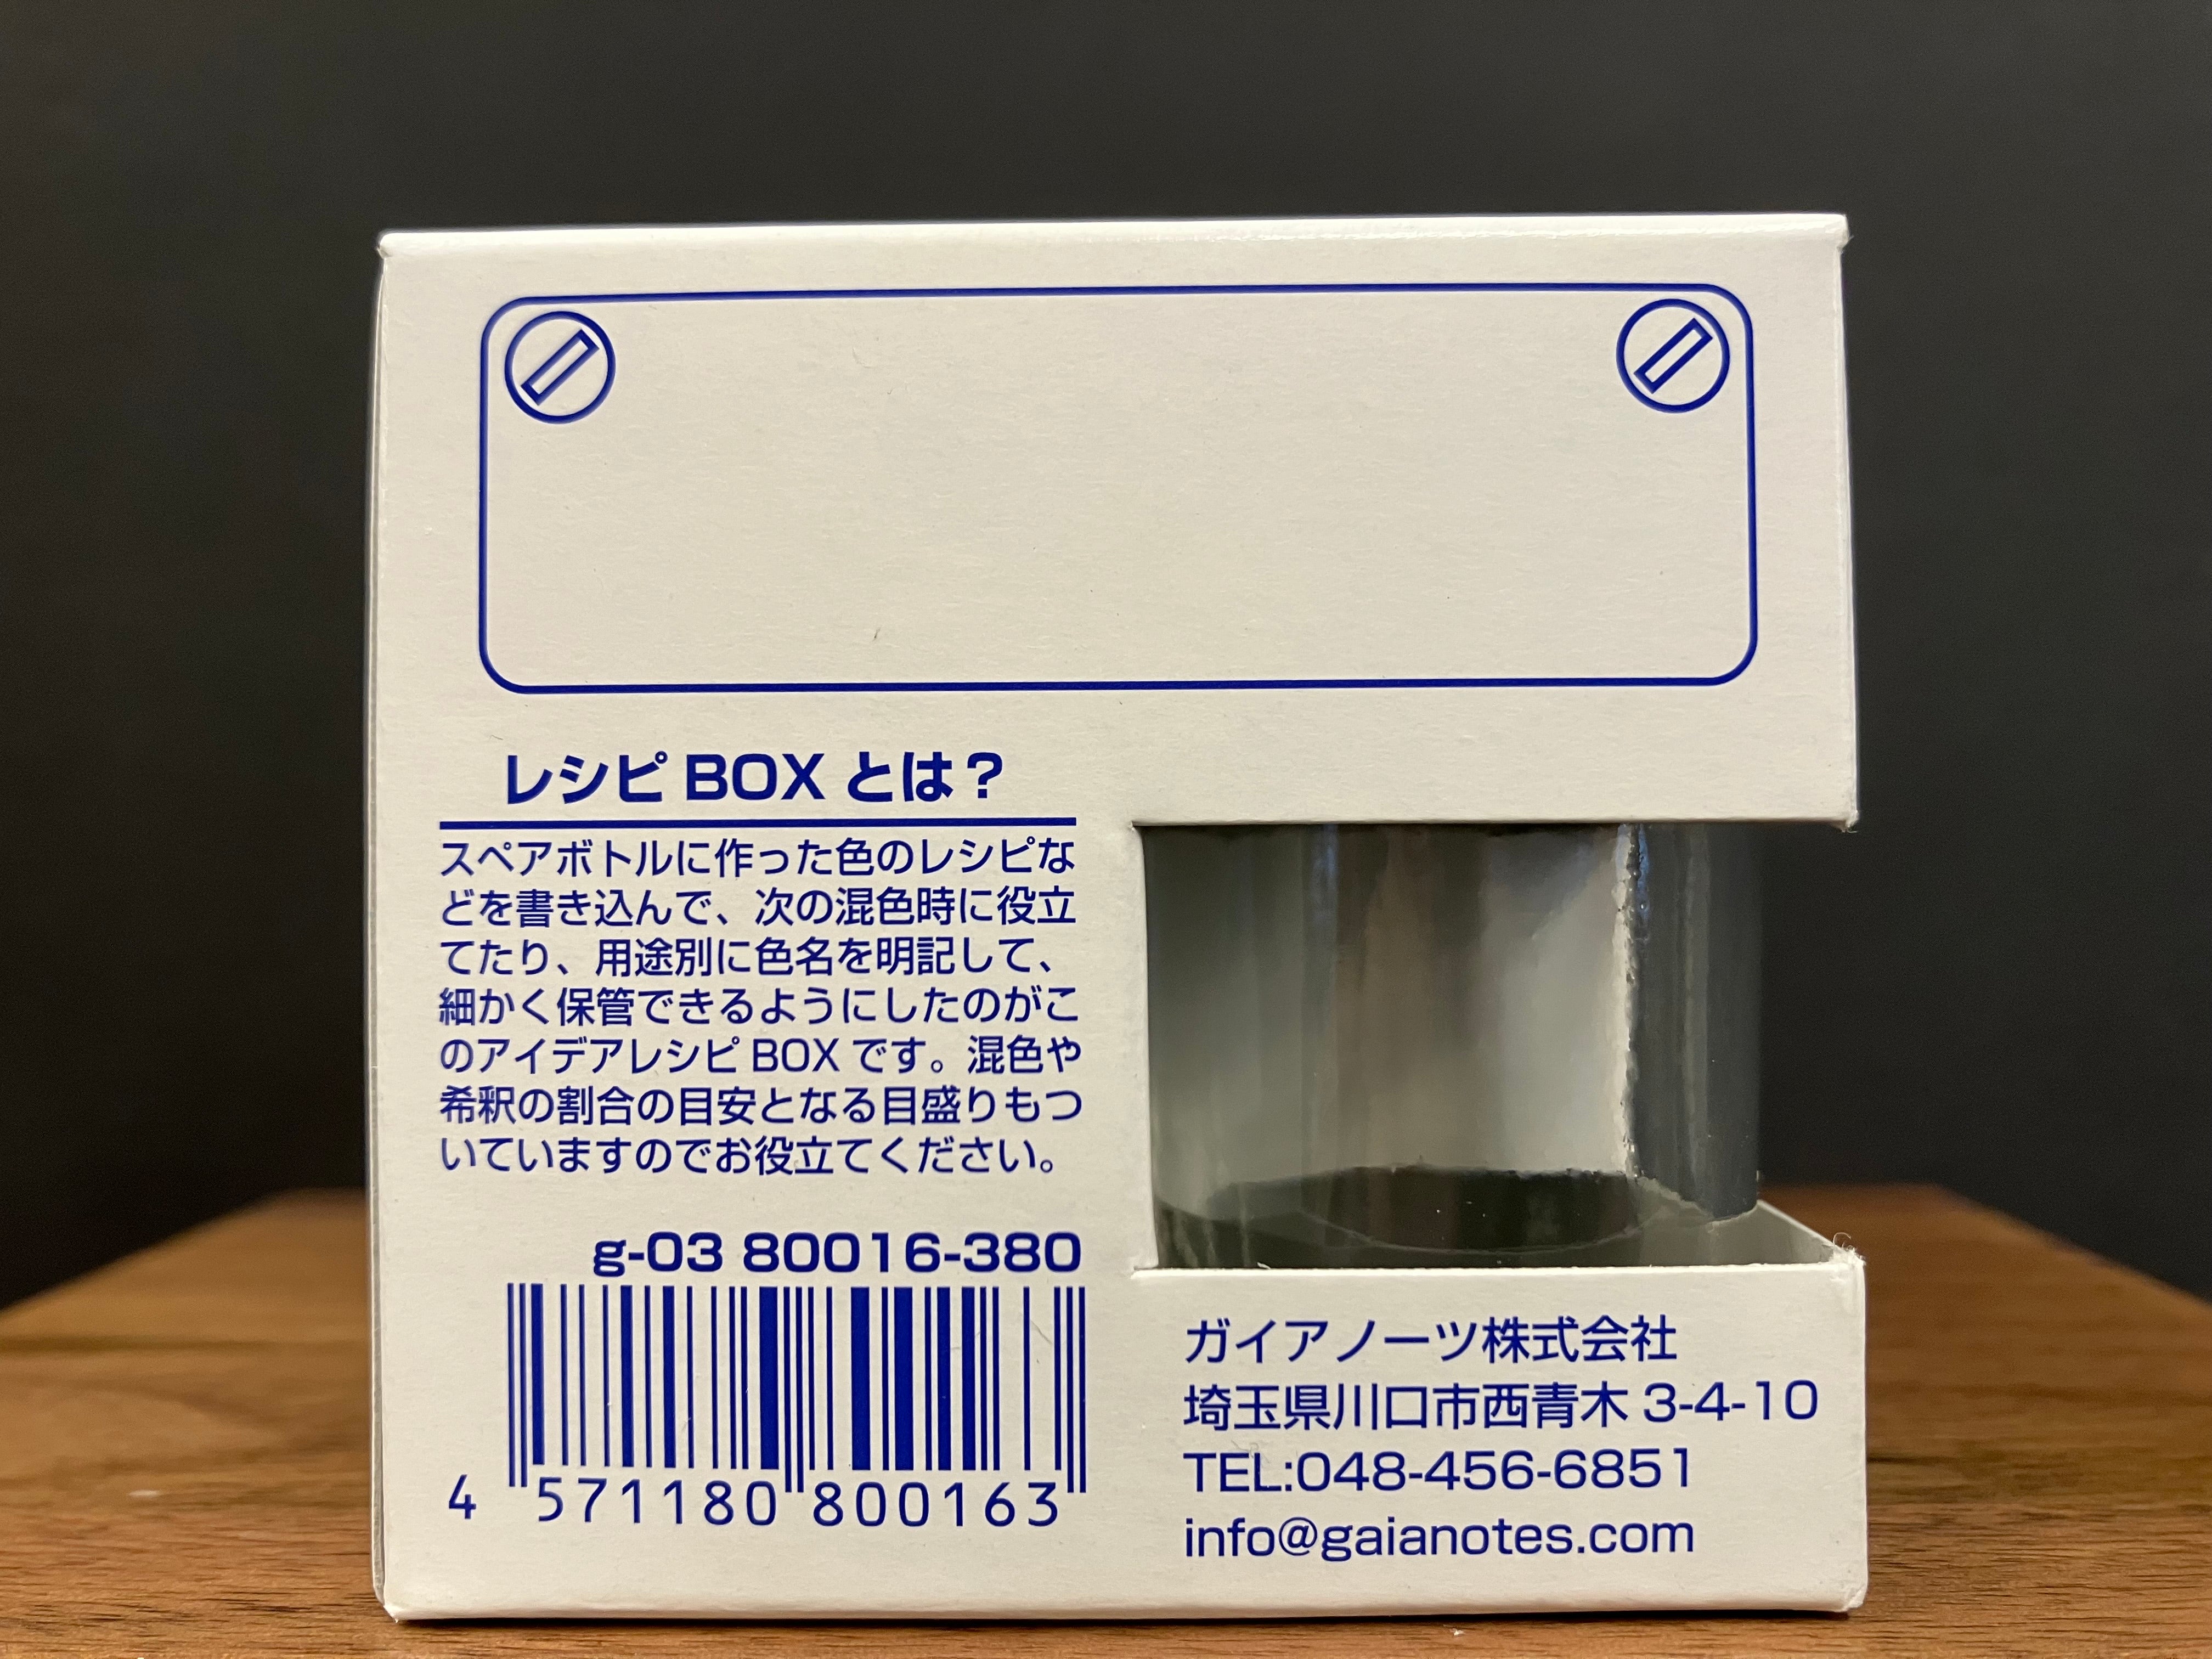 レシピ BOX とは？
スペアボトルに作った色のレシピな
どを書き込んで、次の混色時に役立
てたり、用途別に色名を明記して、
細かく保管できるようにしたのがこ
のアイデアレシピ BOX です。混色や
希釈の割合の目安となる目盛りもつ
いていますのでお役立てください。
g-03 80016-380
4 571180 800163
ガイアノーツ株式会社
埼玉県川口市西青木 3-4-10
TEL:048-456-6851
info@gaianotes.com